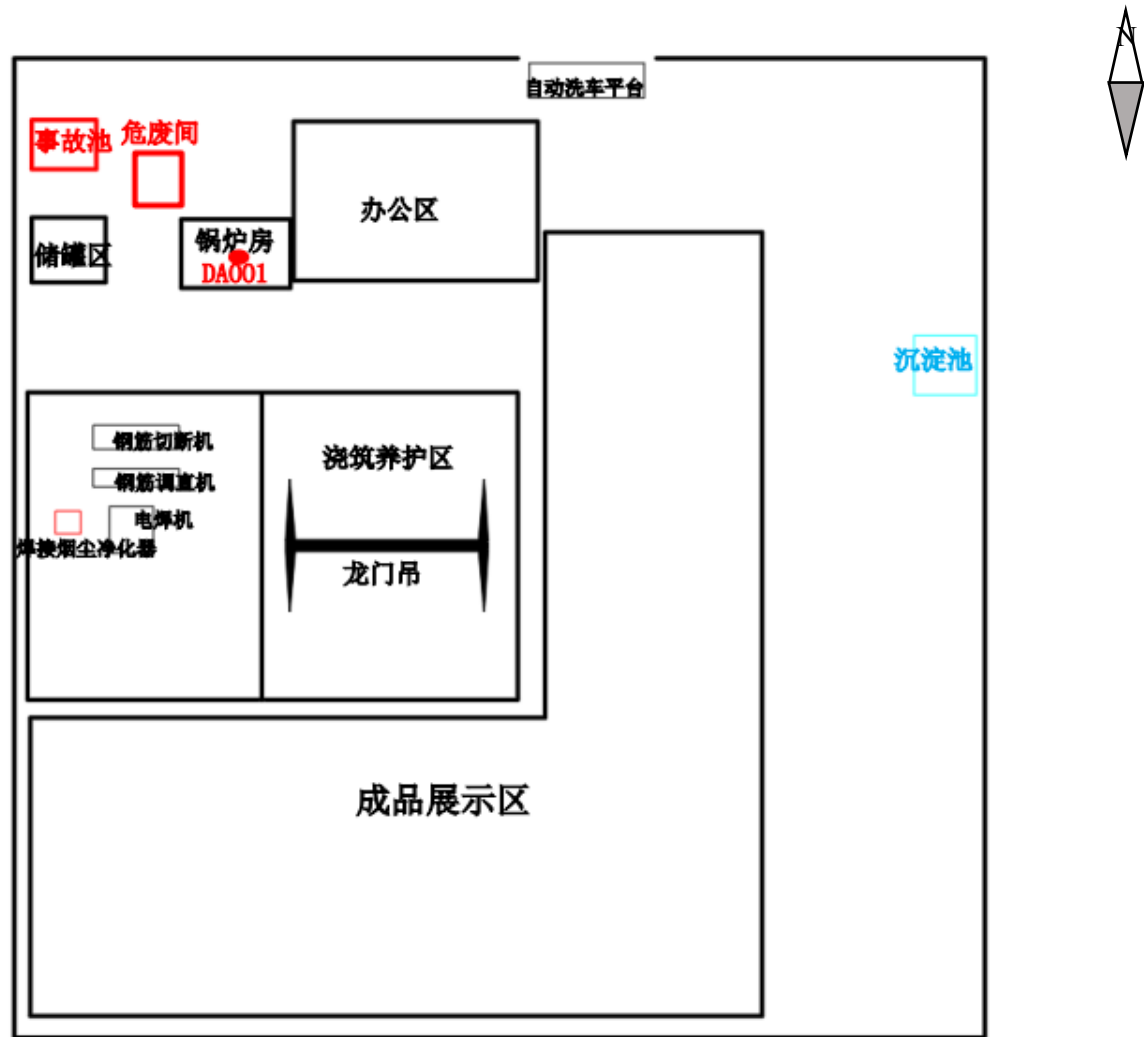 N
自动洗车平台
事故池
危废间
办公区
储罐区
锅炉房
DA001
沉淀池
钢筋切断机
浇筑养护区
钢筋调直机
电焊机
焊接烟尘净化器
龙门吊
成品展示区